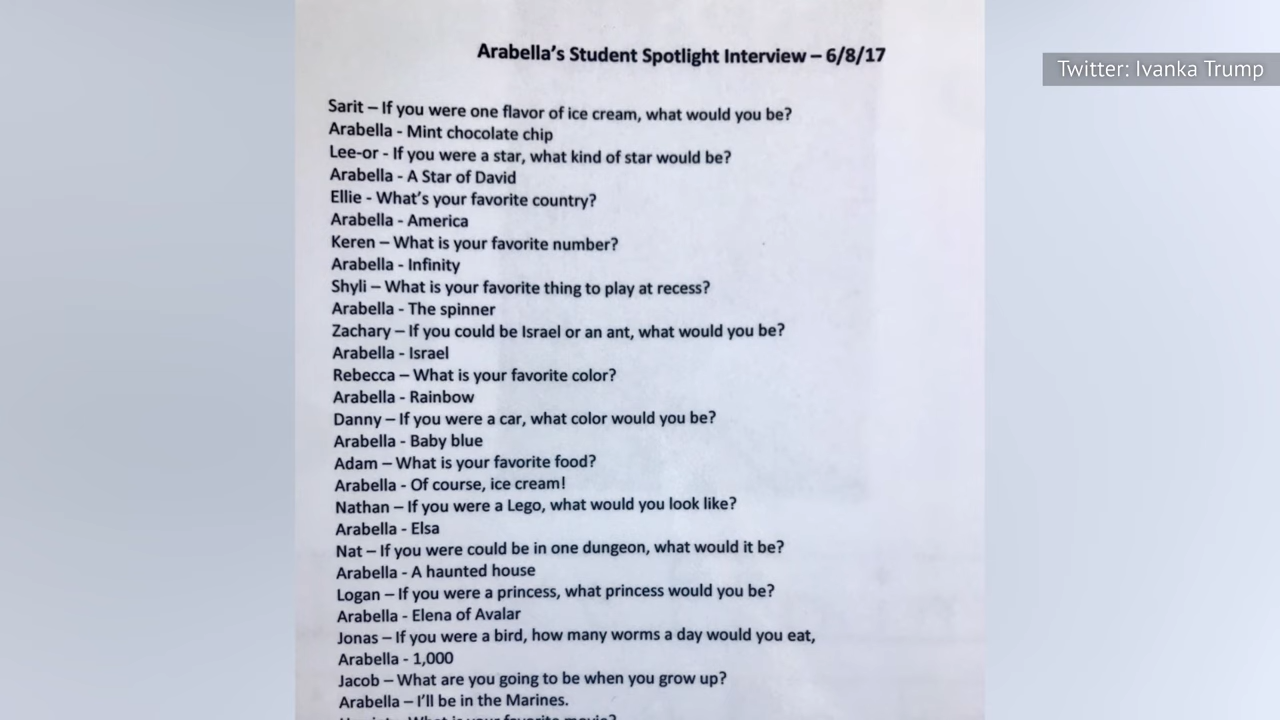 Arabella's Student Spotlight Interview – 6/8/17
Twitter: Ivanka Trump
Sarit – If you were one flavor of ice cream, what would you be?
Arabella - Mint chocolate chip
Lee-or - If you were a star, what kind of star would be?
Arabella - A Star of David
Ellie - What's your favorite country?
Arabella - America
Keren – What is your favorite number?
Arabella - Infinity
Shyli – What is your favorite thing to play at recess?
Arabella - The spinner
Zachary – If you could be Israel or an ant, what would you be?
Arabella - Israel
Rebecca – What is your favorite color?
Arabella - Rainbow
Danny – If you were a car, what color would you be?
Arabella - Baby blue
Adam – What is your favorite food?
Arabella - Of course, ice cream!
Nathan – If you were a Lego, what would you look like?
Arabella - Elsa
Nat – If you were could be in one dungeon, what would it be?
Arabella - A haunted house
Logan – If you were a princess, what princess would you be?
Arabella - Elena of Avalar
Jonas – If you were a bird, how many worms a day would you eat,
Arabella - 1,000
Jacob – What are you going to be when you grow up?
Arabella – I'll be in the Marines.
What is your favorite movie?